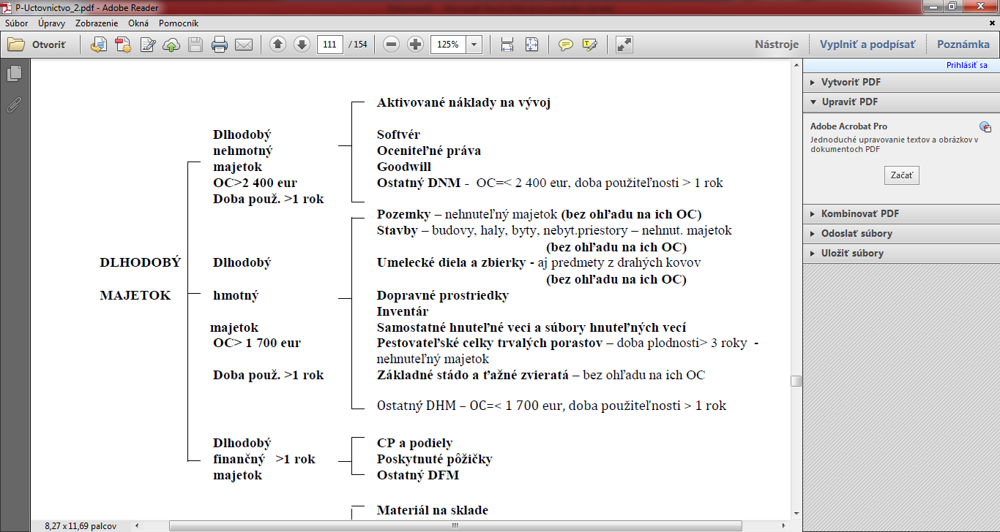 P-Uctovnictvo_2.pdf - Adobe Reader
Súbor Úpravy Zobrazenie Okná Pomocník
Otvoriť 111 / 154 125% Nástroje Vyplniť a podpísať Poznámka
Prihlásiť sa
Vytvoriť PDF
Upraviť PDF
Adobe Acrobat Pro
Jednoduché upravovanie textov a obrázkov v
dokumentoch PDF
Začať
Kombinovať PDF
Odoslať súbory
Uložiť súbory
Aktivované náklady na vývoj
Dlhodobý Softvér
nehmotný Oceniteľné práva
majetok Goodwill
OC>2 400 eur Ostatný DNM - OC=< 2 400 eur, doba použiteľnosti > 1 rok
Doba použ. >1 rok
Pozemky – nehnuteľný majetok (bez ohľadu na ich OC)
Stavby – budovy, haly, byty, nebyt.priestory – nehnut. majetok
(bez ohľadu na ich OC)
DLHODOBÝ Dlhodobý Umelecké diela a zbierky - aj predmety z drahých kovov
(bez ohľadu na ich OC)
MAJETOK hmotný Dopravné prostriedky
Inventár
majetok Samostatné hnuteľné veci a súbory hnuteľných vecí
OC> 1 700 eur Pestovateľské celky trvalých porastov – doba plodnosti> 3 roky -
nehnuteľný majetok
Doba použ. >1 rok Základné stádo a ťažné zvieratá – bez ohľadu na ich OC
Ostatný DHM – OC=< 1 700 eur, doba použiteľnosti > 1 rok
Dlhodobý CP a podiely
finančný >1 rok Poskytnuté pôžičky
majetok Ostatný DFM
Materiál na sklade
8,27 x 11,69 palcov